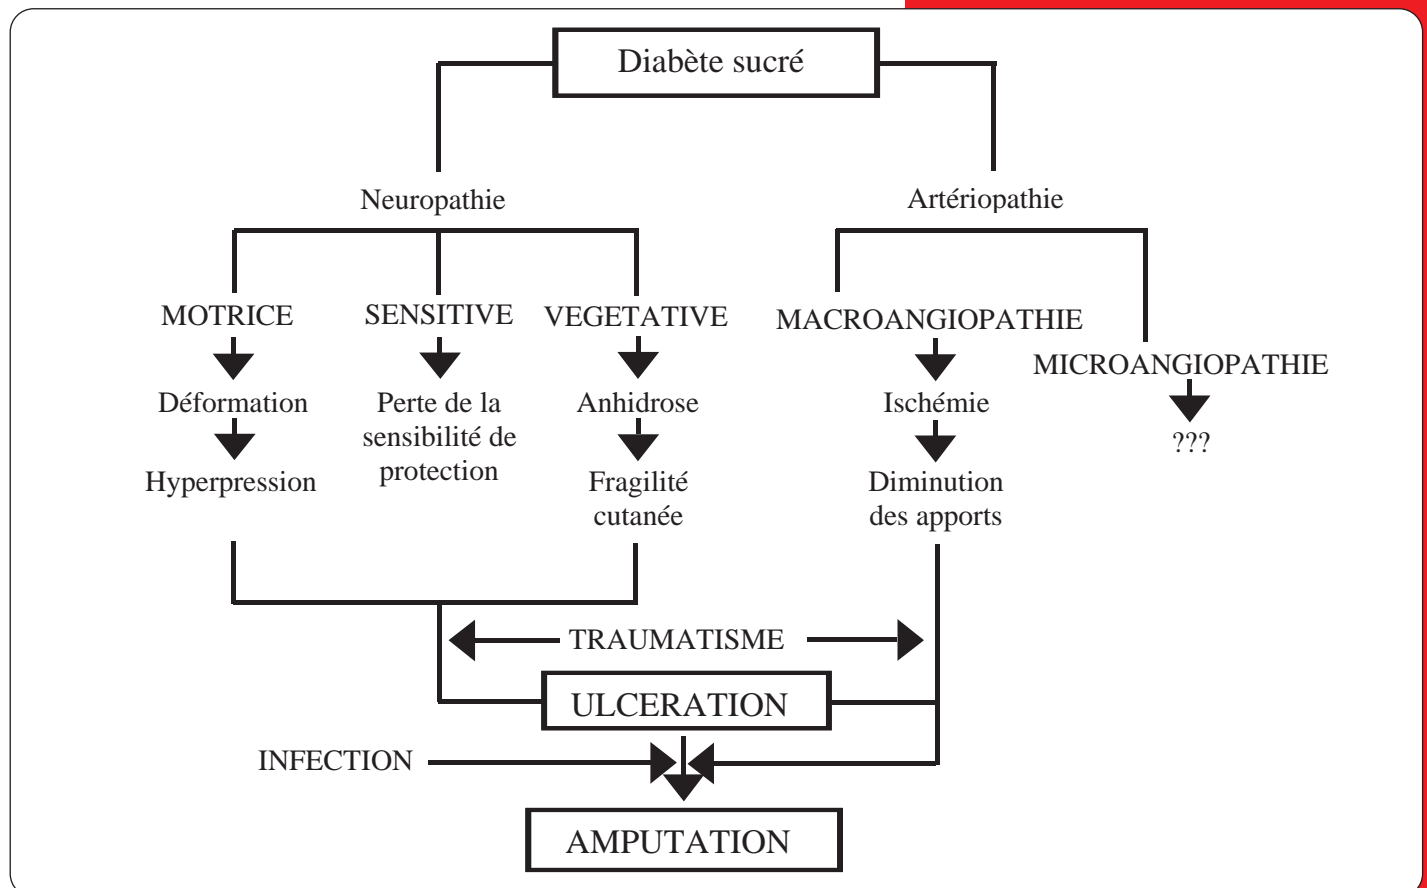 Diabète sucré
Neuropathie
Artériopathie
MOTRICE
SENSITIVE
VEGETATIVE
MACROANGIOPATHIE
MICROANGIOPATHIE
Déformation
Perte de la
sensibilité de
protection
Anhidrose
Ischémie
???
Hyperpression
Fragilité
cutanée
Diminution
des apports
TRAUMATISME
ULCERATION
INFECTION
AMPUTATION